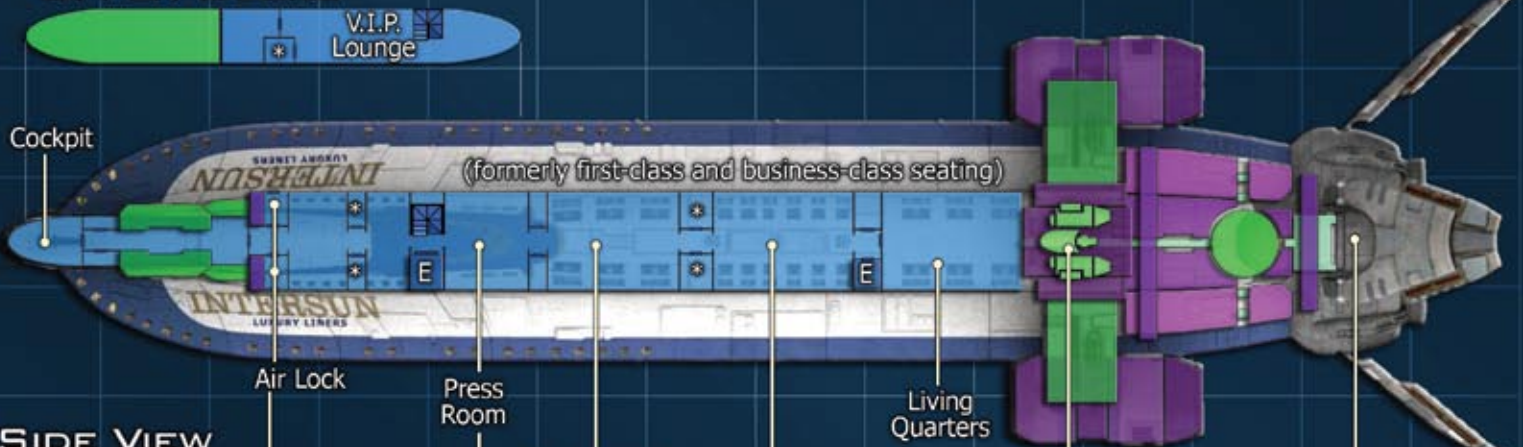 V.I.P.
Lounge
*
Cockpit
INTERSUN
LUXURY LINERS
(formerly first-class and business-class seating)
*
*
E
E
*
*
INTERSUN
LUXURY LINERS
Air Lock
Press
Room
Living
Quarters
SIDE VIEW